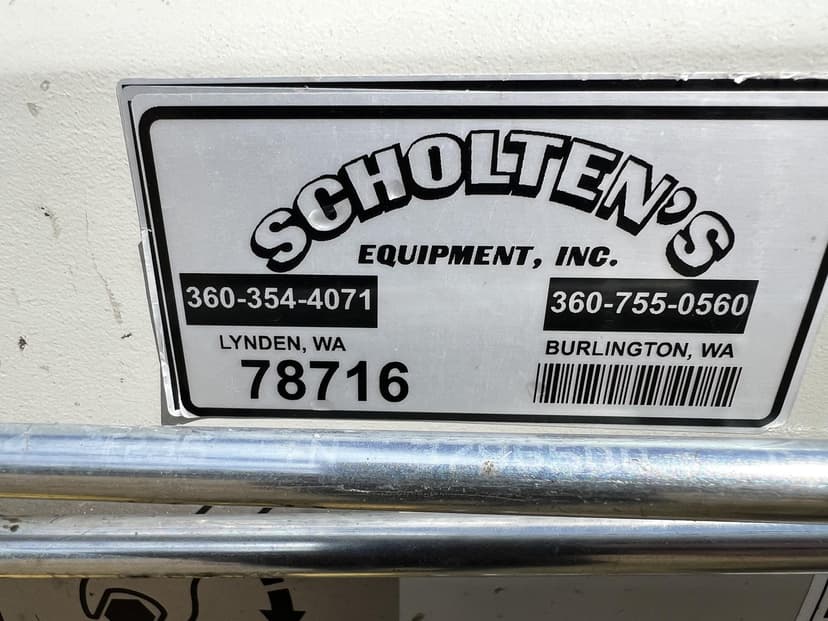 SCHOLTEN'S
EQUIPMENT, INC.
360-354-4071
360-755-0560
LYNDEN, WA
BURLINGTON, WA
78716